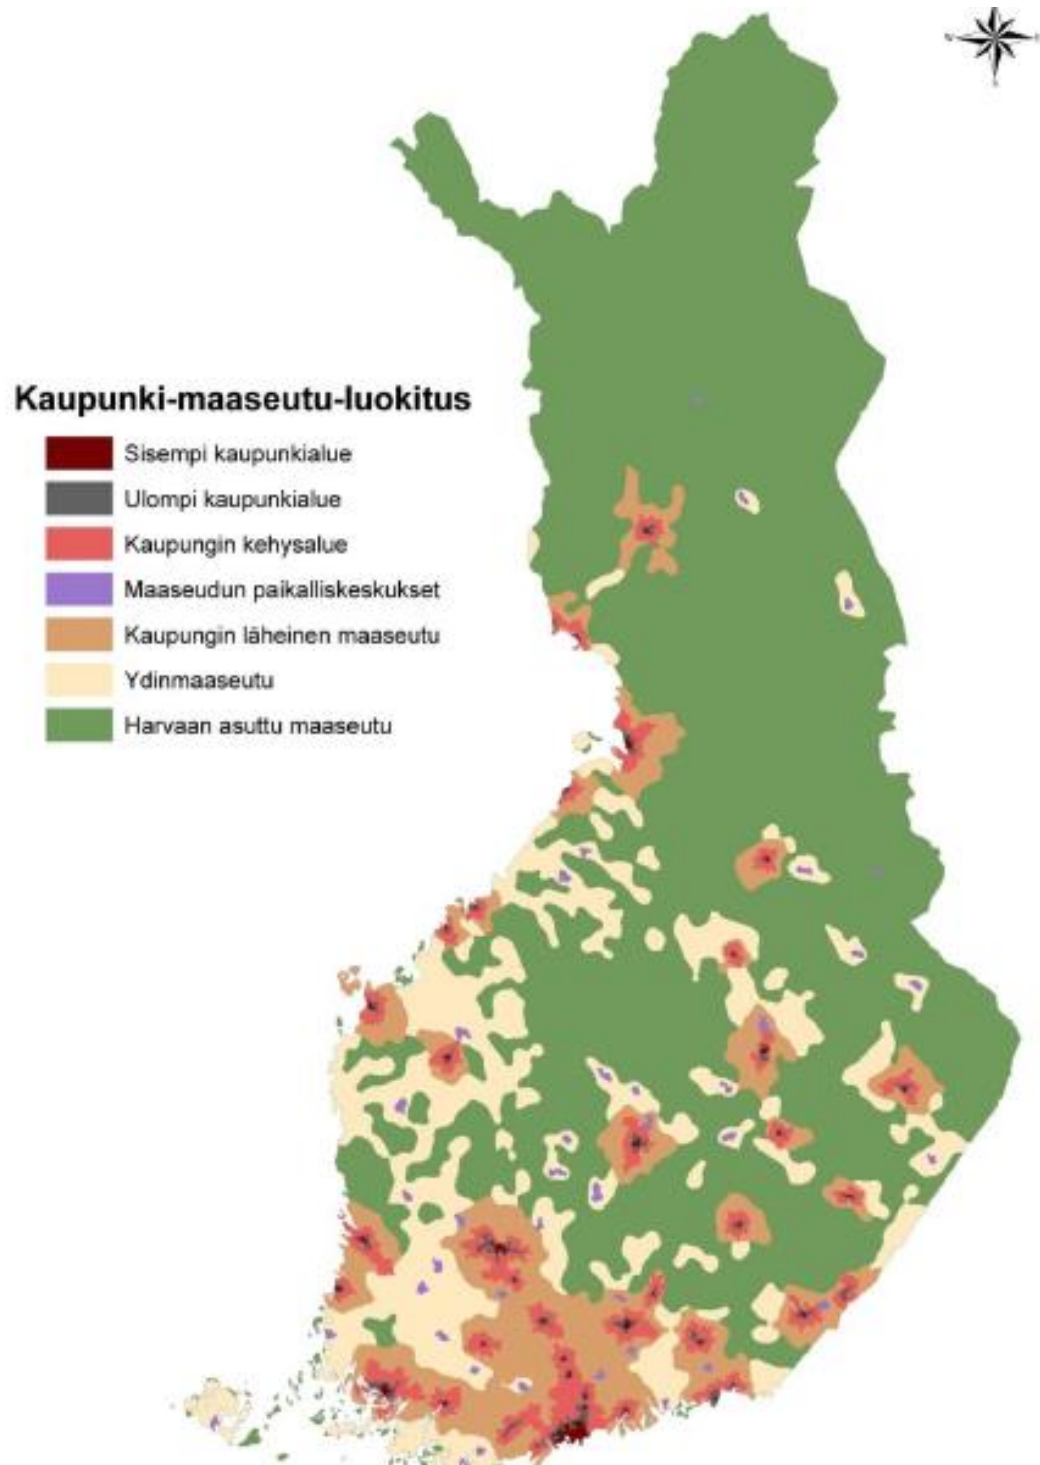 Kaupunki-maaseutu-luokitus
Sisempi kaupunkialue
Ulompi kaupunkialue
Kaupungin kehysalue
Maaseudun paikalliskeskukset
Kaupungin läheinen maaseutu
Ydinmaaseutu
Harvaan asuttu maaseutu